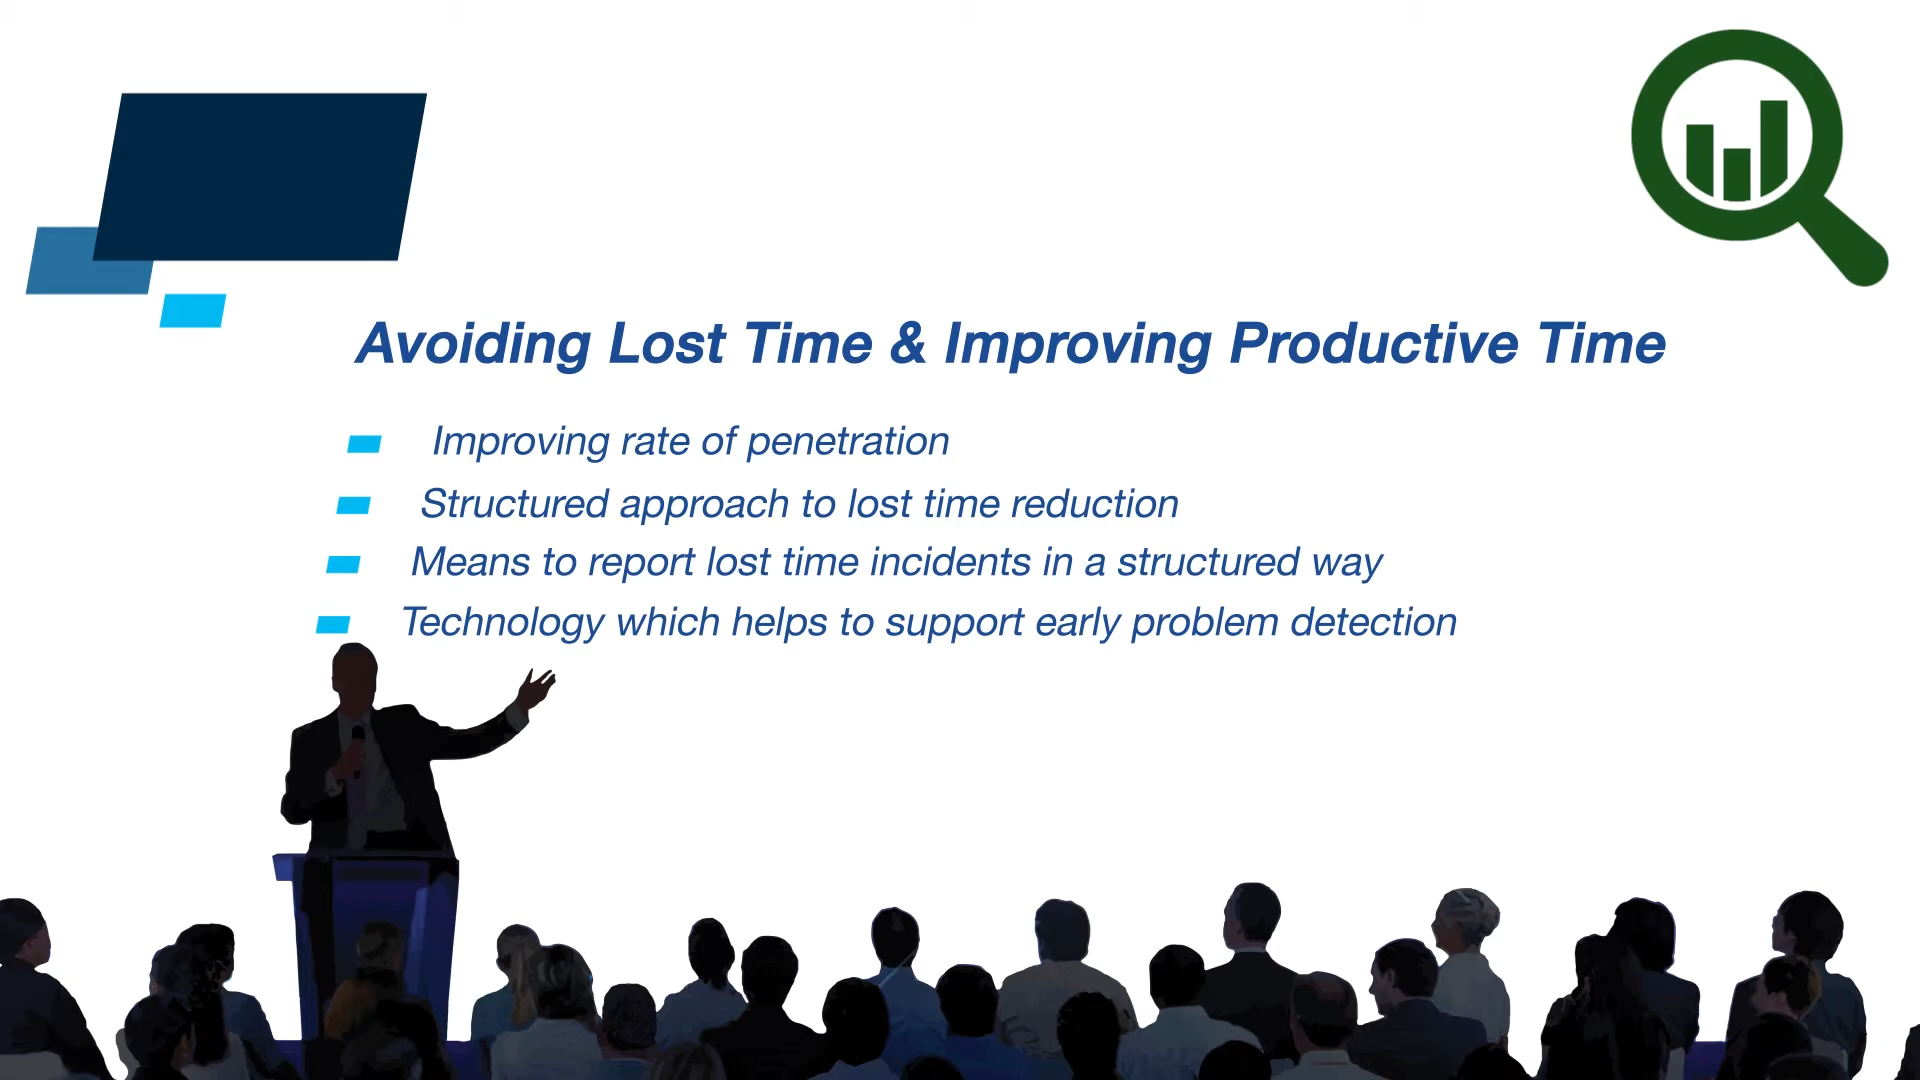 Avoiding Lost Time & Improving Productive Time
Improving rate of penetration
Structured approach to lost time reduction
Means to report lost time incidents in a structured way
Technology which helps to support early problem detection